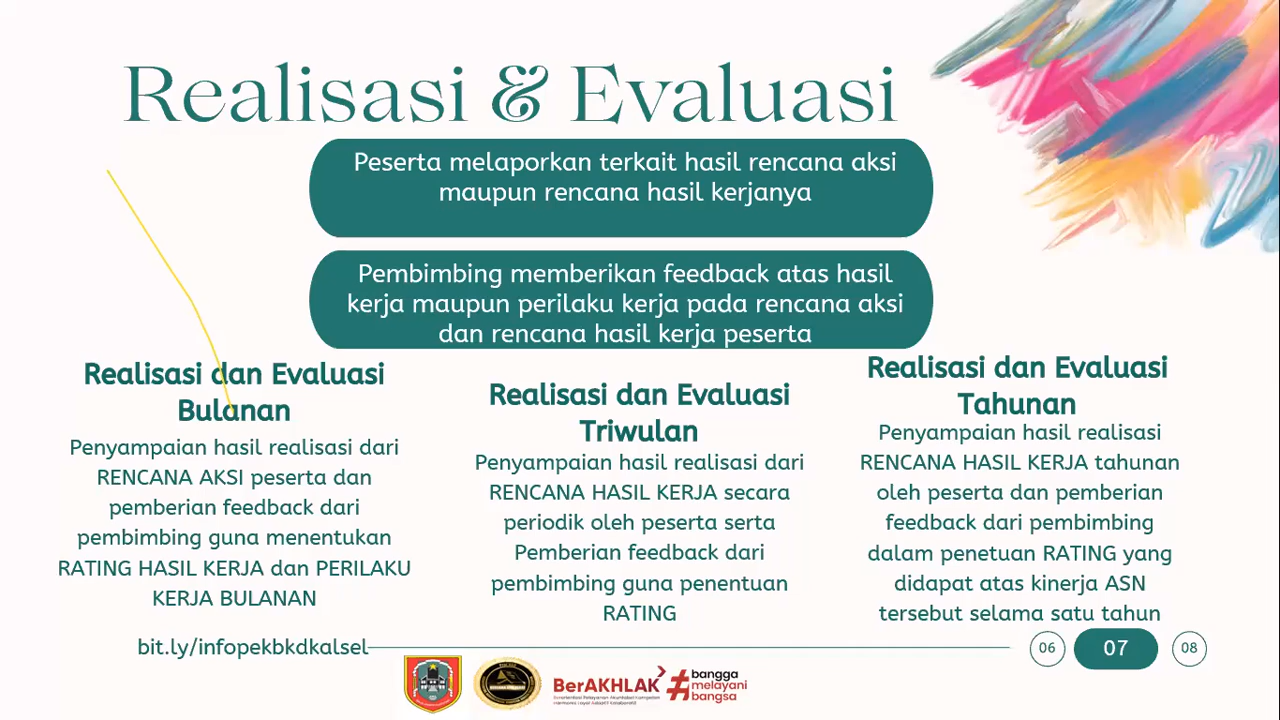 Realisasi & Evaluasi
Peserta melaporkan terkait hasil rencana aksi
maupun rencana hasil kerjanya
Pembimbing memberikan feedback atas hasil
kerja maupun perilaku kerja pada rencana aksi
dan rencana hasil kerja peserta
Realisasi dan Evaluasi
Bulanan
Penyampaian hasil realisasi dari
RENCANA AKSI peserta dan
pemberian feedback dari
pembimbing guna menentukan
RATING HASIL KERJA dan PERILAKU
KERJA BULANAN
Realisasi dan Evaluasi
Triwulan
Penyampaian hasil realisasi dari
RENCANA HASIL KERJA secara
periodik oleh peserta serta
Pemberian feedback dari
pembimbing guna penentuan
RATING
Realisasi dan Evaluasi
Tahunan
Penyampaian hasil realisasi
RENCANA HASIL KERJA tahunan
oleh peserta dan pemberian
feedback dari pembimbing
dalam penetuan RATING yang
didapat atas kinerja ASN
tersebut selama satu tahun
bit.ly/infopekbkdkalsel
06
07
08
BerAKHLAK
#bangga
melayani
bangsa